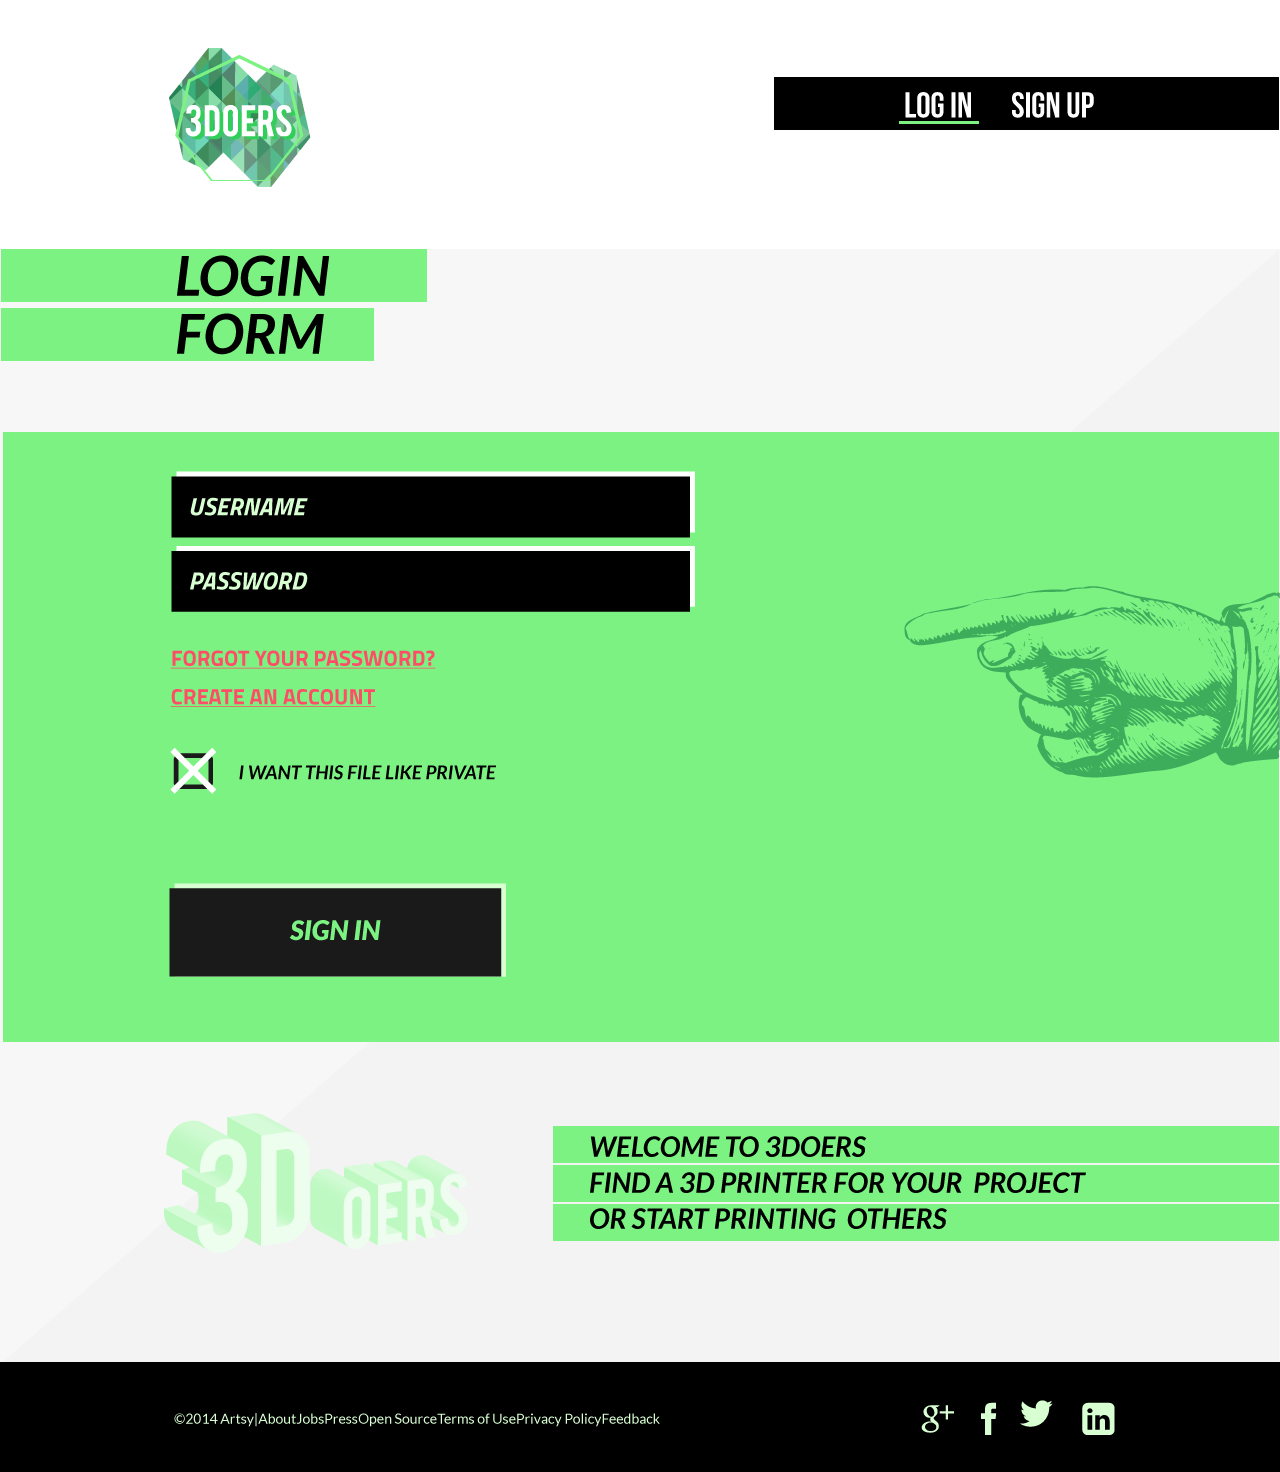 3DOERS
LOG IN SIGN UP
LOGIN
FORM
USERNAME
PASSWORD
FORGOT YOUR PASSWORD?
CREATE AN ACCOUNT
I WANT THIS FILE LIKE PRIVATE
SIGN IN
3DOERS
WELCOME TO 3DOERS
FIND A 3D PRINTER FOR YOUR PROJECT
OR START PRINTING OTHERS
©2014 Artsy|AboutJobsPressOpen SourceTerms of UsePrivacy PolicyFeedback
g+ f in